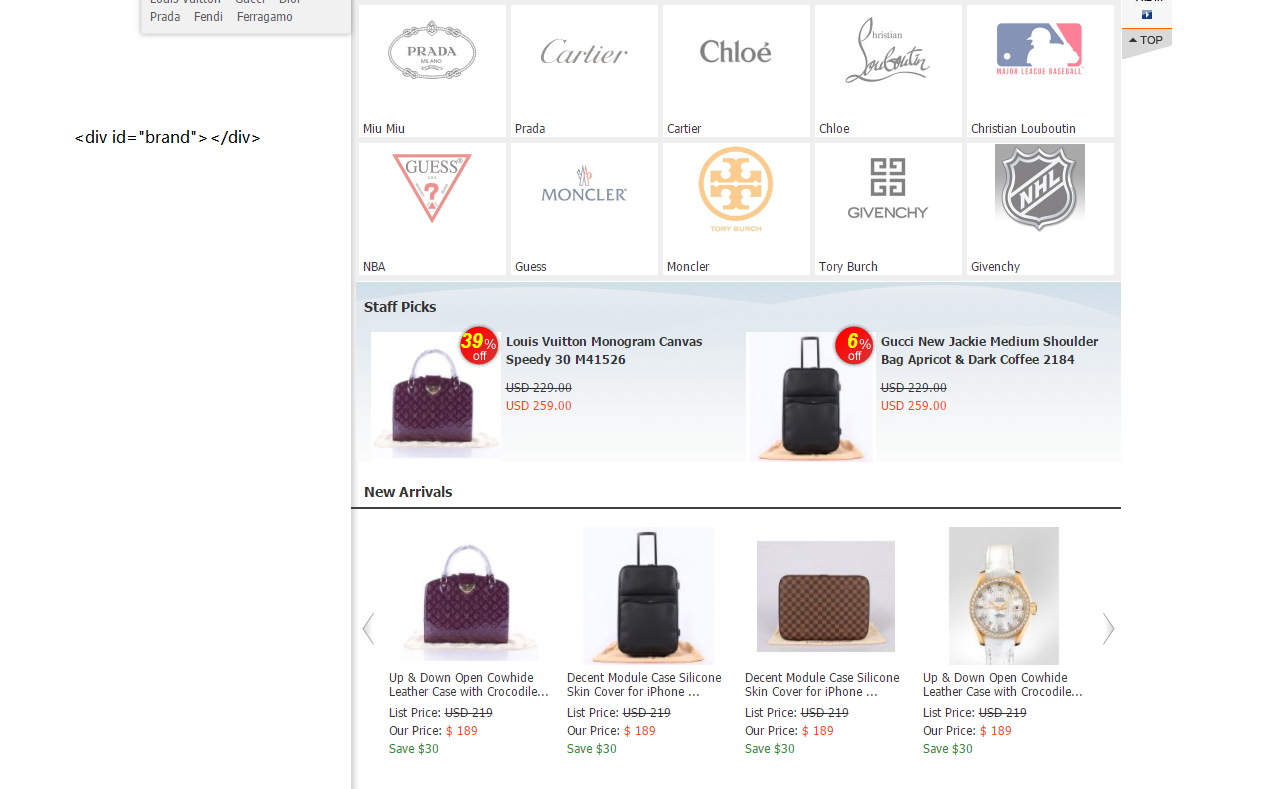 Louis Vuitton Gucci Dior
Prada Fendi Ferragamo
TOP
<div id="brand"></div>
PRADA
MILANO
Cartier
Chloé
Christian
Louboutin
MAJOR LEAGUE BASEBALL
Miu Miu
Prada
Cartier
Chloe
Christian Louboutin
GUESS
?
MONCLER
TORY BURCH
GIVENCHY
NHL
NBA
Guess
Moncler
Tory Burch
Givenchy
Staff Picks
39% off
Louis Vuitton Monogram Canvas
Speedy 30 M41526
USD 229.00
USD 259.00
6% off
Gucci New Jackie Medium Shoulder
Bag Apricot & Dark Coffee 2184
USD 229.00
USD 259.00
New Arrivals
Up & Down Open Cowhide
Leather Case with Crocodile...
List Price: USD 219
Our Price: $ 189
Save $30
Decent Module Case Silicone
Skin Cover for iPhone ...
List Price: USD 219
Our Price: $ 189
Save $30
Decent Module Case Silicone
Skin Cover for iPhone ...
List Price: USD 219
Our Price: $ 189
Save $30
Up & Down Open Cowhide
Leather Case with Crocodile...
List Price: USD 219
Our Price: $ 189
Save $30